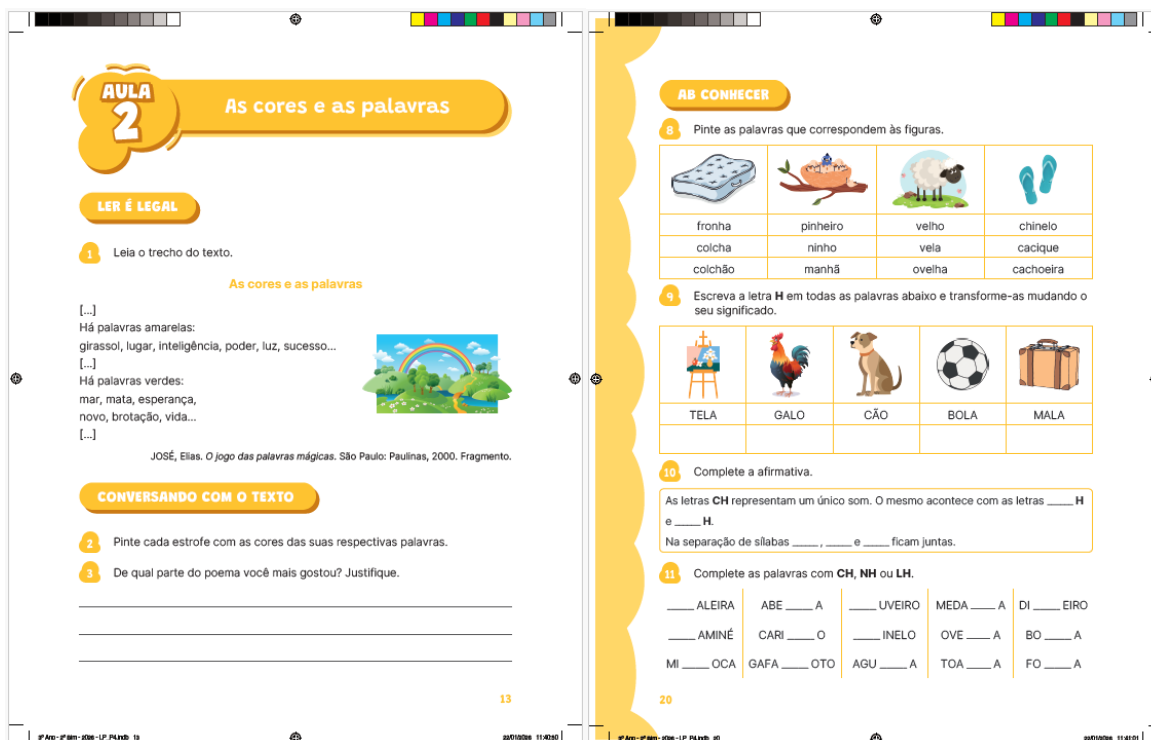 AULA
2
As cores e as palavras
LER É LEGAL
1 Leia o trecho do texto.
As cores e as palavras
[...]
Há palavras amarelas:
girassol, lugar, inteligência, poder, luz, sucesso...
[...]
Há palavras verdes:
mar, mata, esperança,
novo, brotação, vida...
[...]
JOSÉ, Elias. O jogo das palavras mágicas. São Paulo: Paulinas, 2000. Fragmento.
CONVERSANDO COM O TEXTO
2 Pinte cada estrofe com as cores das suas respectivas palavras.
3 De qual parte do poema você mais gostou? Justifique.
13
AB CONHECER
8 Pinte as palavras que correspondem às figuras.
fronha pinheiro velho chinelo
colcha ninho vela cacique
colchão manhã ovelha cachoeira
9 Escreva a letra H em todas as palavras abaixo e transforme-as mudando o
seu significado.
TELA GALO CÃO BOLA MALA
10 Complete a afirmativa.
As letras CH representam um único som. O mesmo acontece com as letras _____ H
e _____ H.
Na separação de sílabas _____ , _____ e _____ ficam juntas.
11 Complete as palavras com CH, NH ou LH.
_____ ALEIRA ABE _____ A _____ UVEIRO MEDA _____ A DI _____ EIRO
_____ AMINÉ CARI _____ O _____ INELO OVE _____ A BO _____ A
MI _____ OCA GAFA _____ OTO AGU _____ A TOA _____ A FO _____ A
20